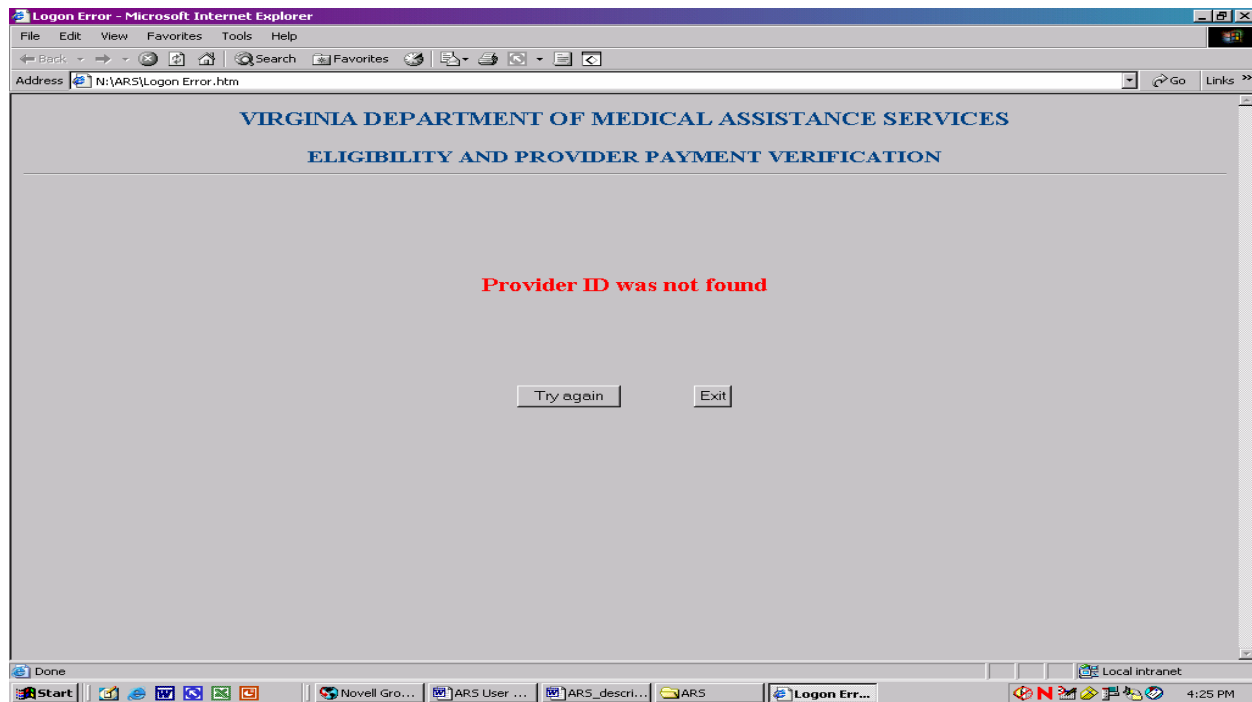 Logon Error - Microsoft Internet Explorer
File Edit View Favorites Tools Help
Back Search Favorites
Address N:\ARS\Logon Error.htm Go Links »
VIRGINIA DEPARTMENT OF MEDICAL ASSISTANCE SERVICES
ELIGIBILITY AND PROVIDER PAYMENT VERIFICATION
Provider ID was not found
Try again Exit
Done Local intranet
Start Novell Gro... ARS User ... ARS_descri... ARS Logon Err... 4:25 PM